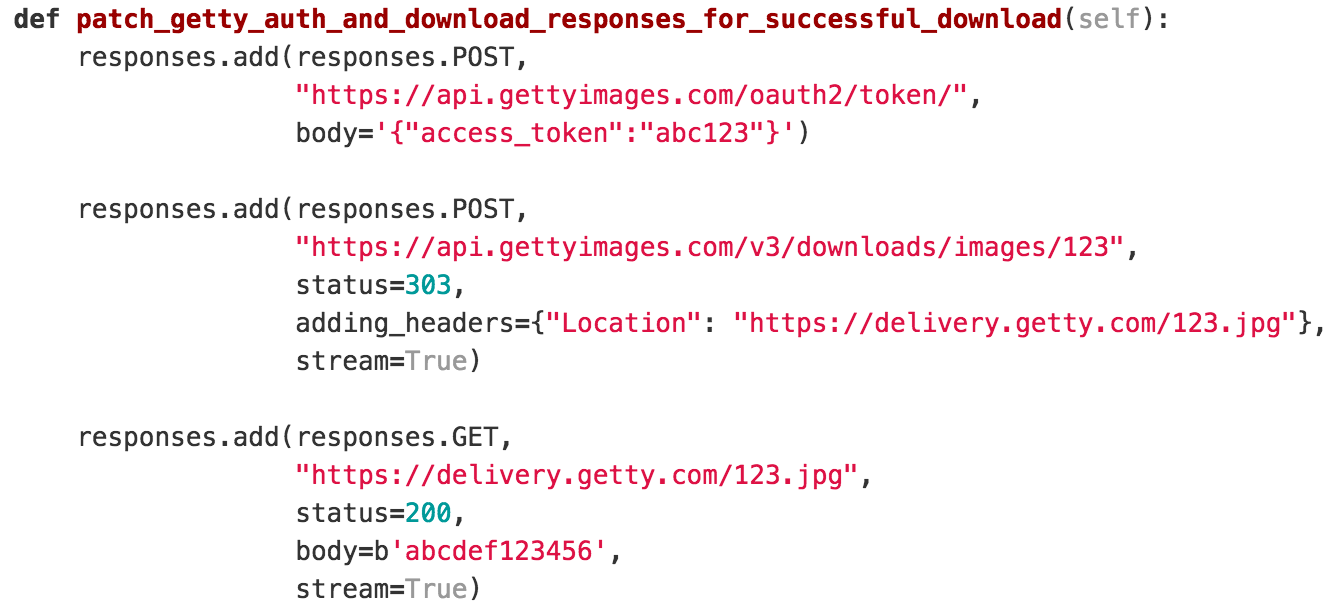 def patch_getty_auth_and_download_responses_for_successful_download(self):
    responses.add(responses.POST,
                  "https://api.gettyimages.com/oauth2/token/",
                  body='{"access_token":"abc123"}')

    responses.add(responses.POST,
                  "https://api.gettyimages.com/v3/downloads/images/123",
                  status=303,
                  adding_headers={"Location": "https://delivery.getty.com/123.jpg"},
                  stream=True)

    responses.add(responses.GET,
                  "https://delivery.getty.com/123.jpg",
                  status=200,
                  body=b'abcdef123456',
                  stream=True)